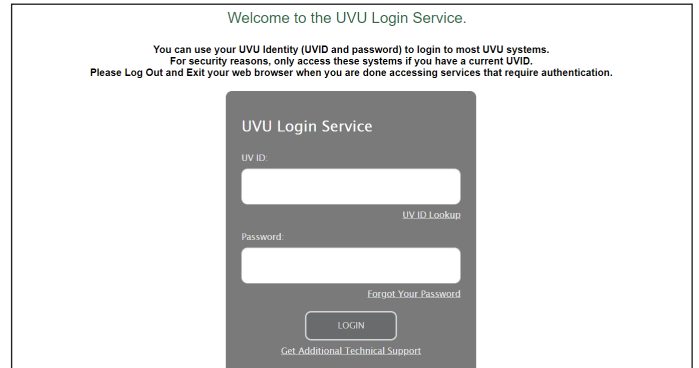 Welcome to the UVU Login Service.
You can use your UVU Identity (UVID and password) to login to most UVU systems.
For security reasons, only access these systems if you have a current UVID.
Please Log Out and Exit your web browser when you are done accessing services that require authentication.
UVU Login Service
UV ID:
UV ID Lookup
Password:
Forgot Your Password
LOGIN
Get Additional Technical Support